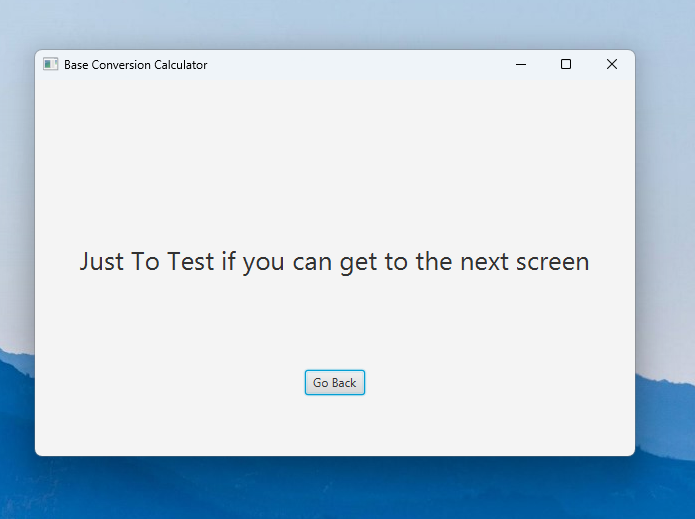 Base Conversion Calculator
Just To Test if you can get to the next screen
Go Back